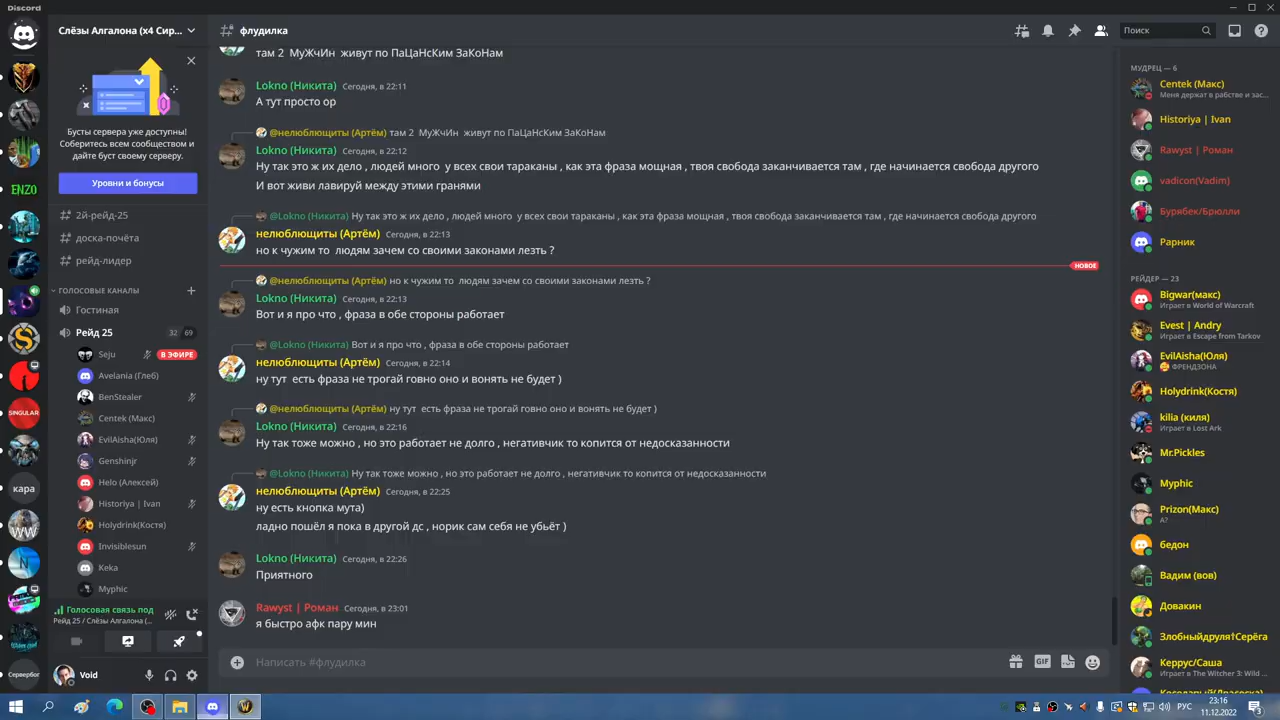 Discord
Слёзы Алгалона (x4 Сир...
флудилка
Поиск
Бусты сервера уже доступны!
Соберитесь всем сообществом и
дайте буст своему серверу.
Уровни и бонусы
ENZO
SINGULAR
кара
WW
Сервербог
2й-рейд-25
доска-почёта
рейд-лидер
ГОЛОСОВЫЕ КАНАЛЫ
Гостиная
Рейд 25 32 69
Seju В ЭФИРЕ
Avelania (Глеб)
BenStealer
Centek (Макс)
EvilAisha(Юля)
Genshinjr
Helo (Алексей)
Historiya | Ivan
Holydrink(Костя)
Invisiblesun
Keka
Myphic
Голосовая связь под
Рейд 25 / Слёзы Алгалона (...
Void
там 2 МуЖчИн живут по ПаЦаНсКим ЗаКоНам
Lokno (Никита) Сегодня, в 22:11
А тут просто ор
@нелюблющиты (Артём) там 2 МуЖчИн живут по ПаЦаНсКим ЗаКоНам
Lokno (Никита) Сегодня, в 22:12
Ну так это ж их дело , людей много у всех свои тараканы , как эта фраза мощная , твоя свобода заканчивается там , где начинается свобода другого
И вот живи лавируй между этими гранями
@Lokno (Никита) Ну так это ж их дело , людей много у всех свои тараканы , как эта фраза мощная , твоя свобода заканчивается там , где начинается свобода другого
нелюблющиты (Артём) Сегодня, в 22:13
но к чужим то людям зачем со своими законами лезть ?
НОВОЕ
@нелюблющиты (Артём) но к чужим то людям зачем со своими законами лезть ?
Lokno (Никита) Сегодня, в 22:13
Вот и я про что , фраза в обе стороны работает
@Lokno (Никита) Вот и я про что , фраза в обе стороны работает
нелюблющиты (Артём) Сегодня, в 22:14
ну тут есть фраза не трогай говно оно и вонять не будет )
@нелюблющиты (Артём) ну тут есть фраза не трогай говно оно и вонять не будет )
Lokno (Никита) Сегодня, в 22:16
Ну так тоже можно , но это работает не долго , негативчик то копится от недосказанности
@Lokno (Никита) Ну так тоже можно , но это работает не долго , негативчик то копится от недосказанности
нелюблющиты (Артём) Сегодня, в 22:25
ну есть кнопка мута)
ладно пошёл я пока в другой дс , норик сам себя не убьёт )
Lokno (Никита) Сегодня, в 22:26
Приятного
Rawyst | Роман Сегодня, в 23:01
я быстро афк пару мин
Написать #флудилка
GIF
МУДРЕЦ — 6
Centek (Макс)
Меня держат в рабстве и зас...
Historiya | Ivan
Rawyst | Роман
vadicon(Vadim)
Бурябек/Брюлли
Рарник
РЕЙДЕР — 23
Bigwar(макс)
Играет в World of Warcraft
Evest | Andry
Играет в Escape from Tarkov
EvilAisha(Юля)
ФРЕНДЗОНА
Holydrink(Костя)
kilia (киля)
Играет в Lost Ark
Mr.Pickles
Myphic
Prizon(Макс)
А?
бедон
Вадим (вов)
Довакин
Злобныйдруля†Серёга
Керрус/Саша
Играет в The Witcher 3: Wild ...
РУС
23:16
11.12.2022
3